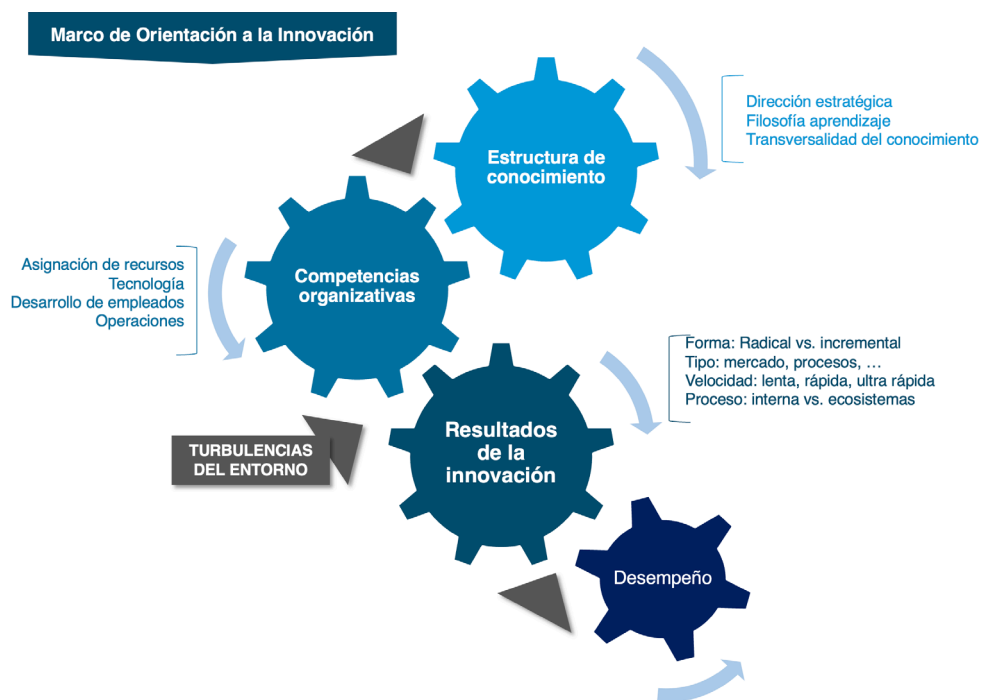 Marco de Orientación a la Innovación
Estructura de
conocimiento
Dirección estratégica
Filosofía aprendizaje
Transversalidad del conocimiento
Competencias
organizativas
Asignación de recursos
Tecnología
Desarrollo de empleados
Operaciones
Resultados
de la
innovación
Forma: Radical vs. incremental
Tipo: mercado, procesos, …
Velocidad: lenta, rápida, ultra rápida
Proceso: interna vs. ecosistemas
TURBULENCIAS
DEL ENTORNO
Desempeño